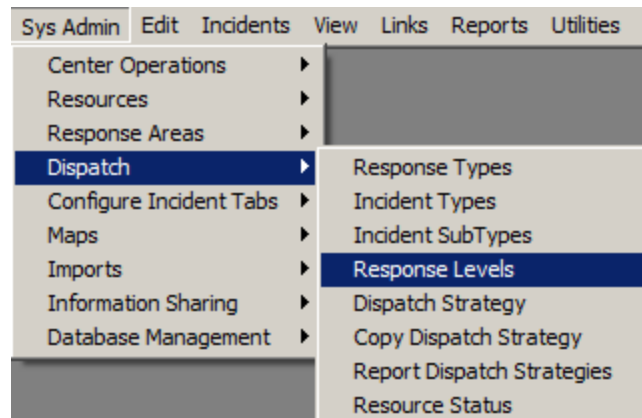 Sys Admin Edit Incidents View Links Reports Utilities
Center Operations
Resources
Response Areas
Dispatch
Configure Incident Tabs
Maps
Imports
Information Sharing
Database Management
Response Types
Incident Types
Incident SubTypes
Response Levels
Dispatch Strategy
Copy Dispatch Strategy
Report Dispatch Strategies
Resource Status